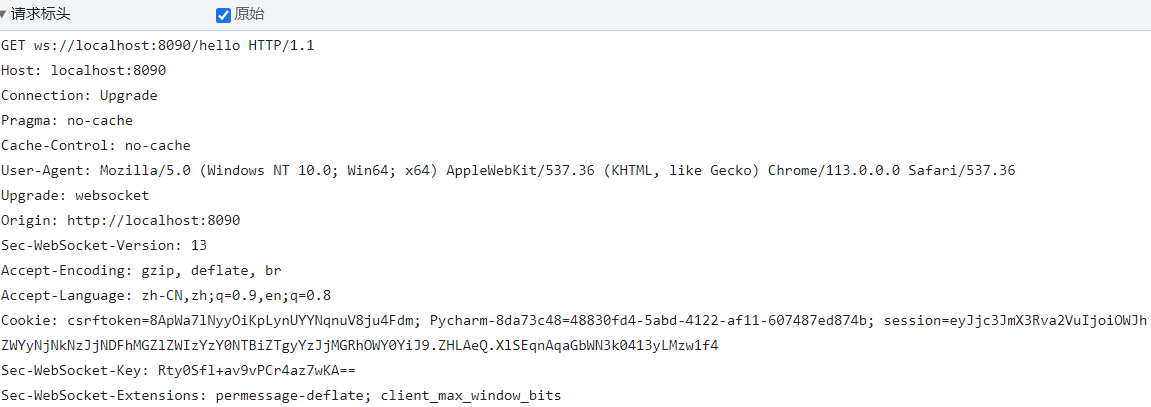 请求标头 原始
GET ws://localhost:8090/hello HTTP/1.1
Host: localhost:8090
Connection: Upgrade
Pragma: no-cache
Cache-Control: no-cache
User-Agent: Mozilla/5.0 (Windows NT 10.0; Win64; x64) AppleWebKit/537.36 (KHTML, like Gecko) Chrome/113.0.0.0 Safari/537.36
Upgrade: websocket
Origin: http://localhost:8090
Sec-WebSocket-Version: 13
Accept-Encoding: gzip, deflate, br
Accept-Language: zh-CN,zh;q=0.9,en;q=0.8
Cookie: csrftoken=8ApWa7lNyyOiKpLynUYYNqnuV8ju4Fdm; Pycharm-8da73c48=48830fd4-5abd-4122-af11-607487ed874b; session=eyJjc3JmX3Rva2VuIjoiOWJh
ZWYyNjNkNzJjNDFhMGZlZWIzYzY0NTBiZTgyYzJjMGRhOWY0YiJ9.ZHLAeQ.XlSEqnAqaGbWN3k0413yLMzw1f4
Sec-WebSocket-Key: Rty0Sfl+av9vPCr4az7wKA==
Sec-WebSocket-Extensions: permessage-deflate; client_max_window_bits